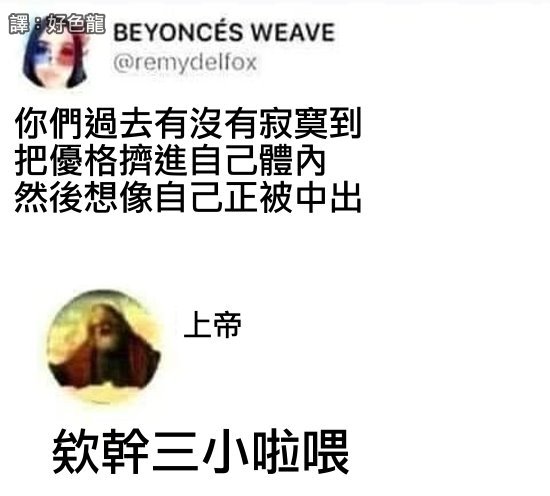 譯：好色龍
BEYONCÉS WEAVE
@remydelfox
你們過去有沒有寂寞到
把優格擠進自己體內
然後想像自己正被中出
上帝
欸幹三小啦喂